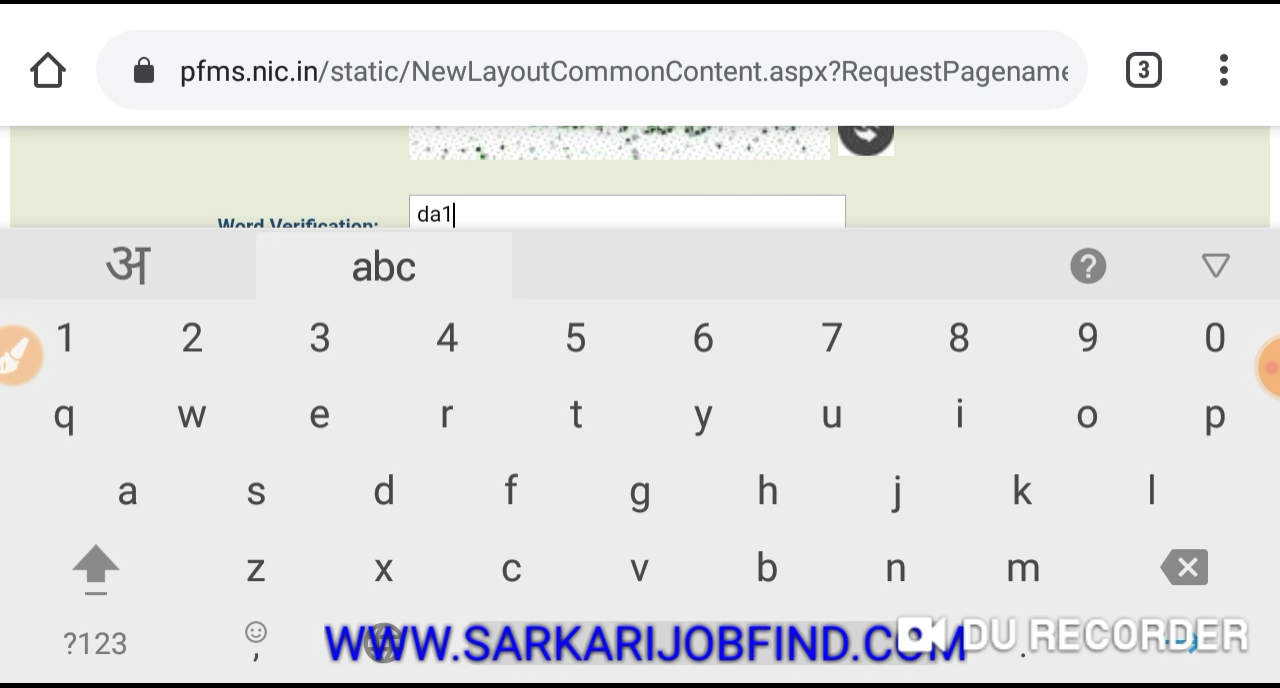 pfms.nic.in/static/NewLayoutCommonContent.aspx?RequestPagename
3
Word Verification:
da1
अ abc ?
1 2 3 4 5 6 7 8 9 0
q w e r t y u i o p
a s d f g h j k l
z x c v b n m
?123 , .
WWW.SARKARIJOBFIND.COM
DU RECORDER